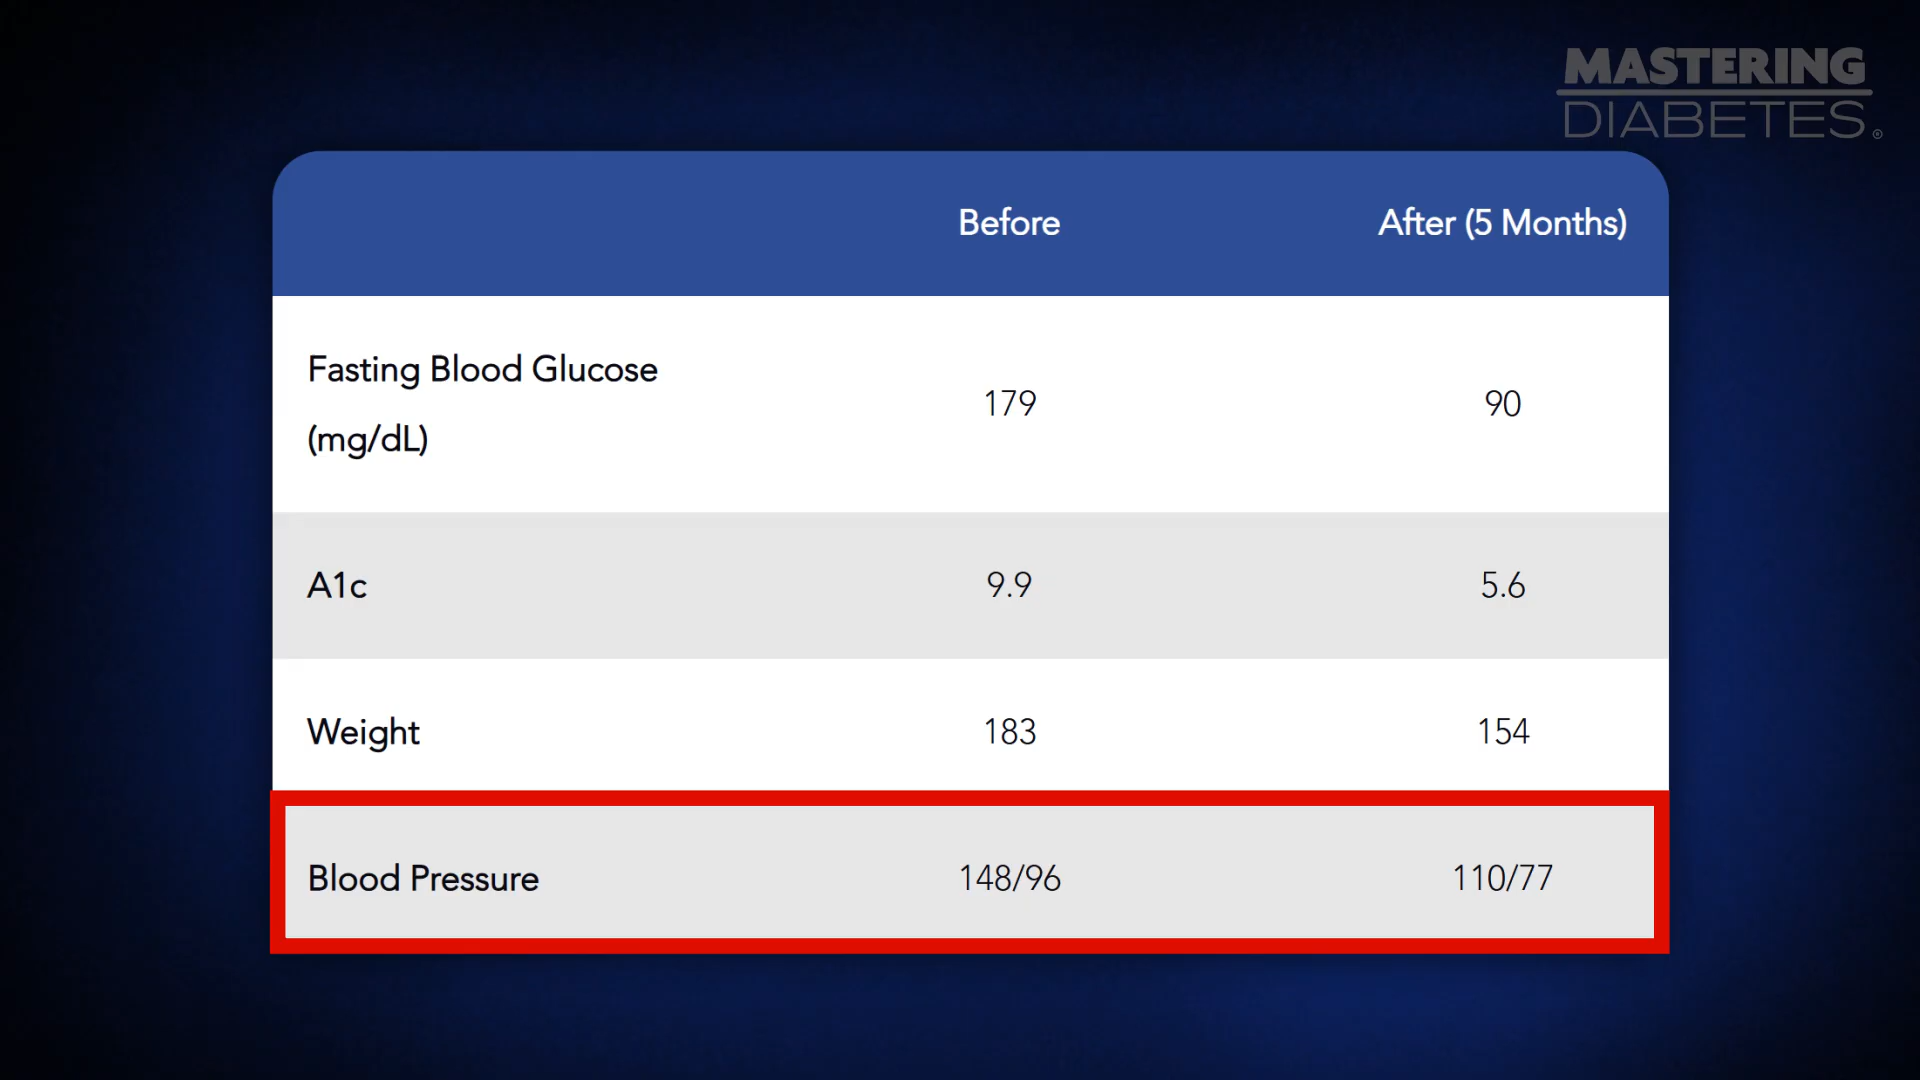 MASTERING
DIABETES®
Before After (5 Months)
Fasting Blood Glucose
(mg/dL)
179 90
A1c 9.9 5.6
Weight 183 154
Blood Pressure 148/96 110/77